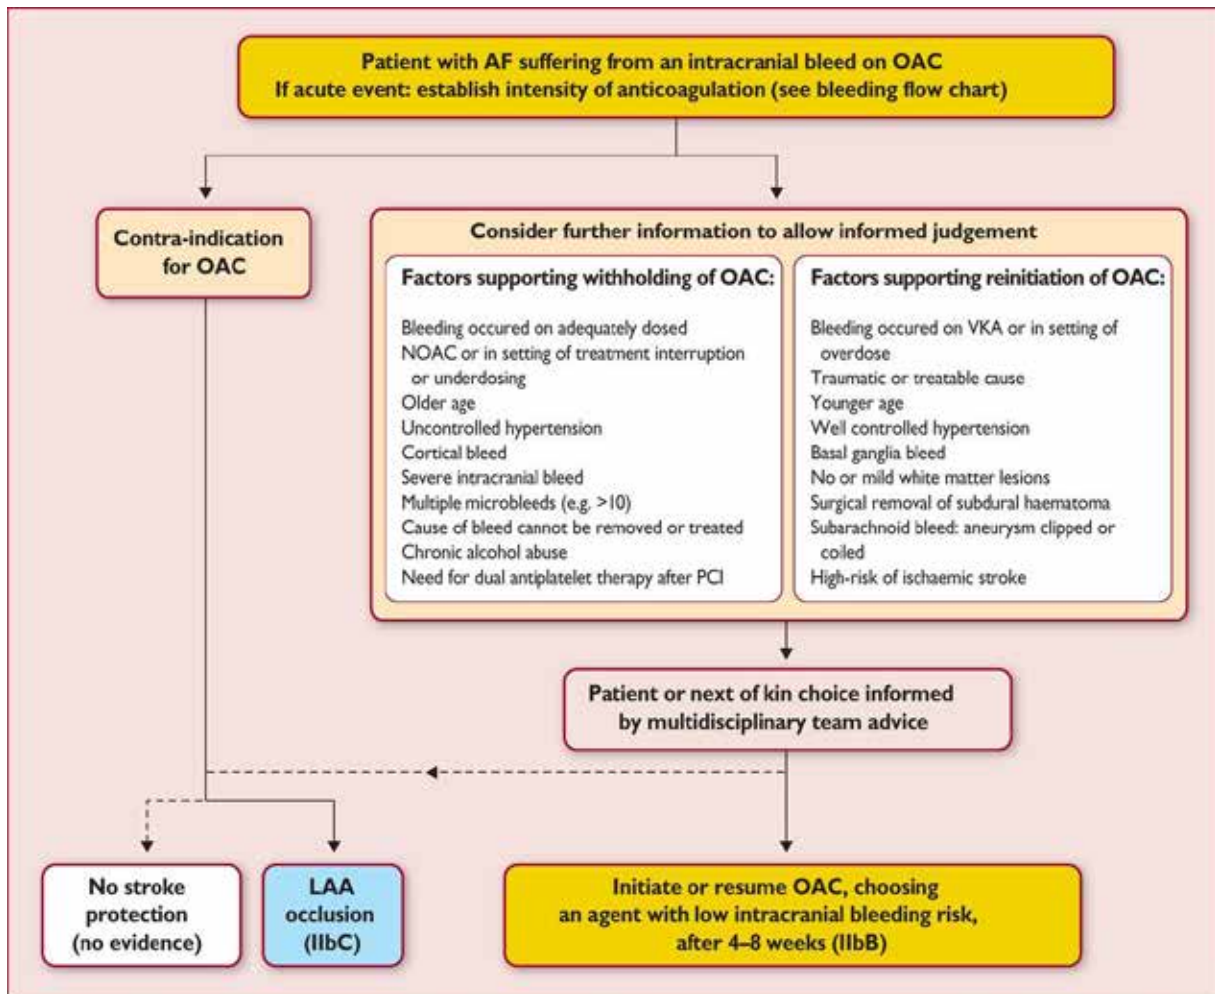 Patient with AF suffering from an intracranial bleed on OAC
If acute event: establish intensity of anticoagulation (see bleeding flow chart)
Contra-indication
for OAC
Consider further information to allow informed judgement
Factors supporting withholding of OAC:
Bleeding occured on adequately dosed
NOAC or in setting of treatment interruption
or underdosing
Older age
Uncontrolled hypertension
Cortical bleed
Severe intracranial bleed
Multiple microbleeds (e.g. >10)
Cause of bleed cannot be removed or treated
Chronic alcohol abuse
Need for dual antiplatelet therapy after PCI
Factors supporting reinitiation of OAC:
Bleeding occured on VKA or in setting of
overdose
Traumatic or treatable cause
Younger age
Well controlled hypertension
Basal ganglia bleed
No or mild white matter lesions
Surgical removal of subdural haematoma
Subarachnoid bleed: aneurysm clipped or
coiled
High-risk of ischaemic stroke
Patient or next of kin choice informed
by multidisciplinary team advice
No stroke
protection
(no evidence)
LAA
occlusion
(IIbC)
Initiate or resume OAC, choosing
an agent with low intracranial bleeding risk,
after 4–8 weeks (IIbB)